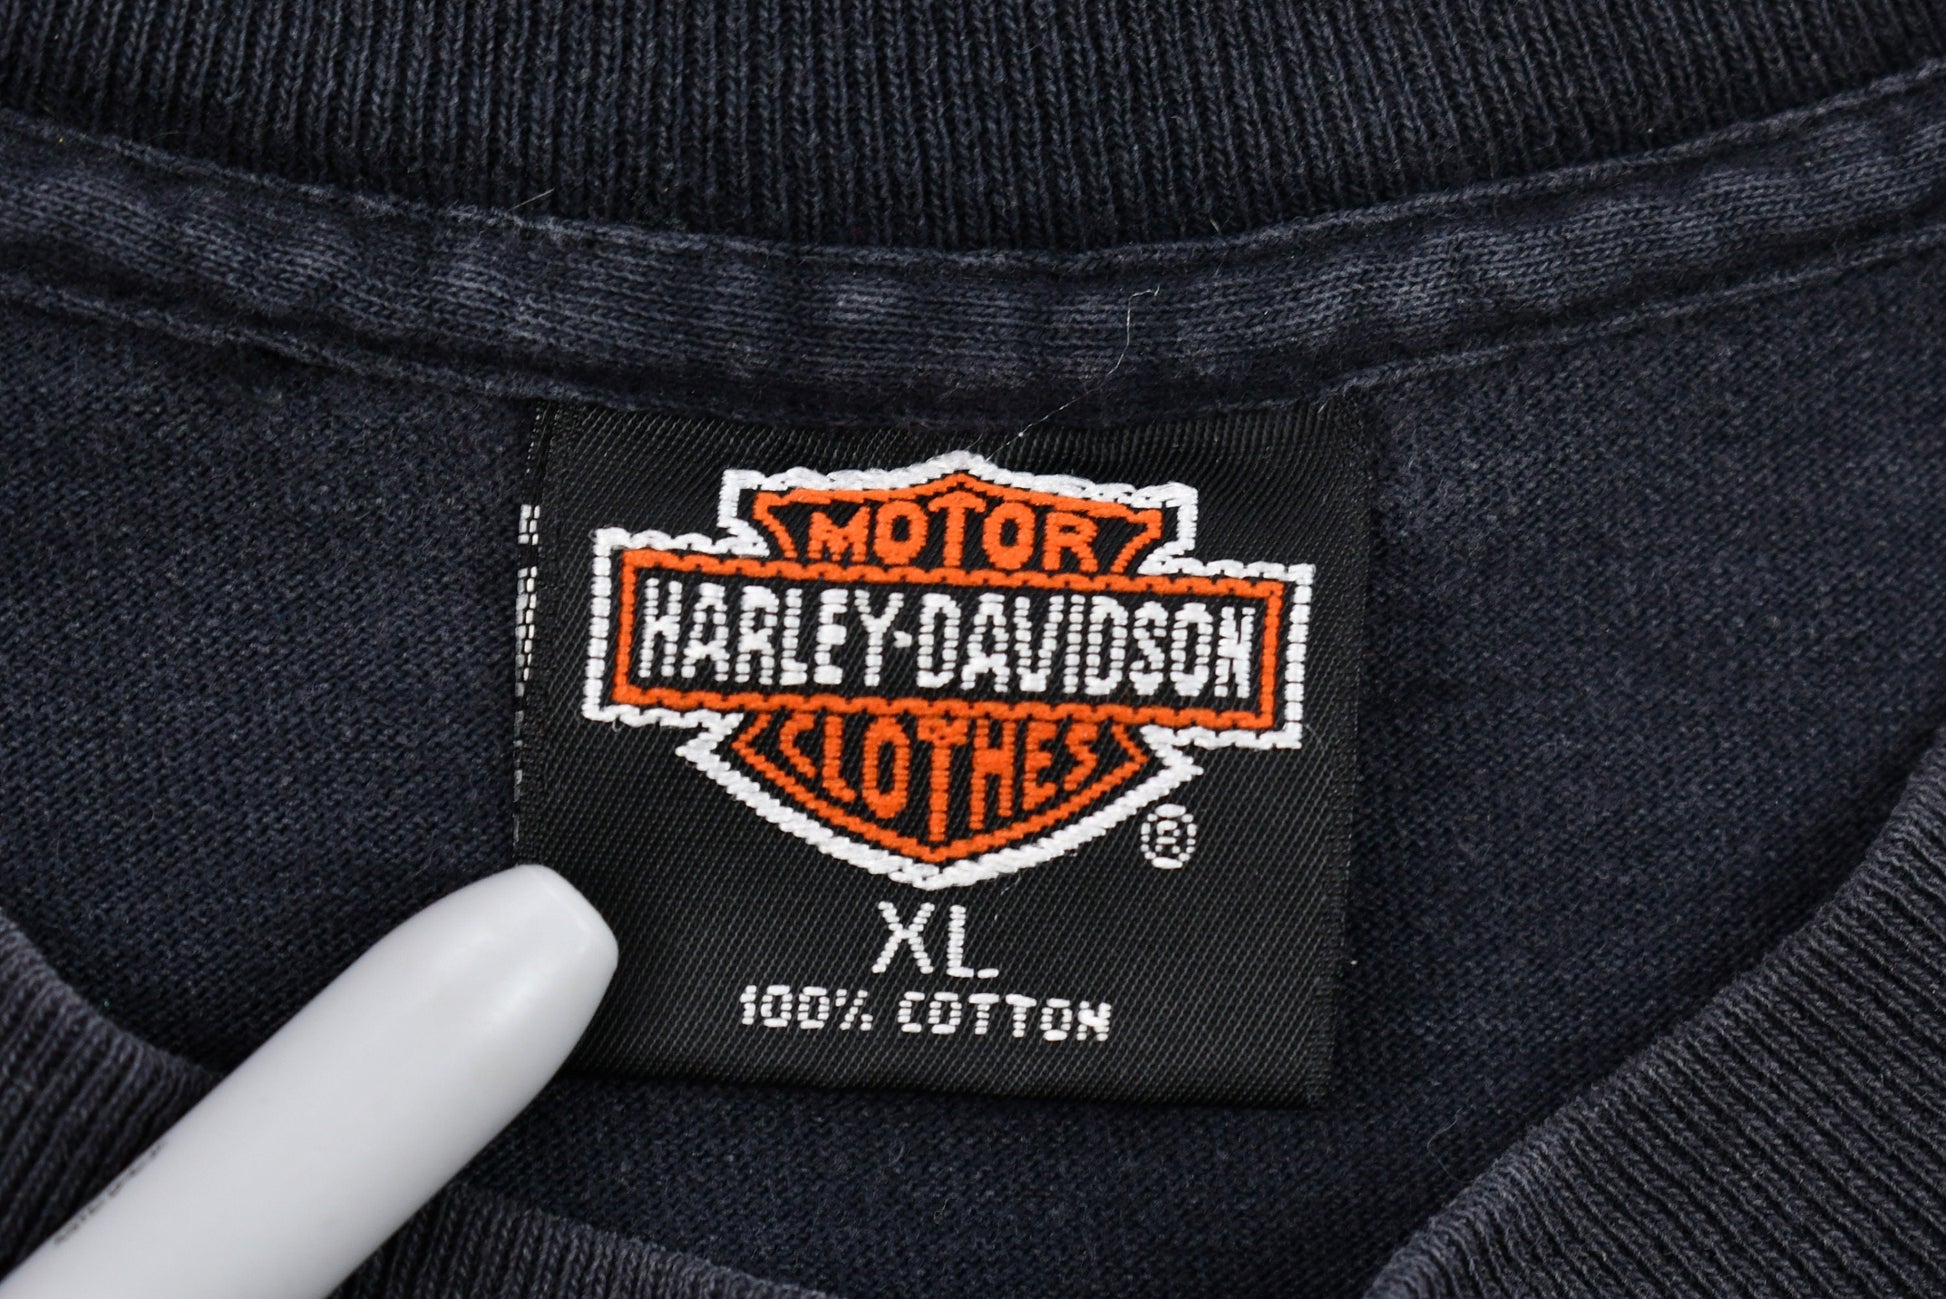 MOTOR
HARLEY-DAVIDSON
CLOTHES
®
XL
100% COTTON